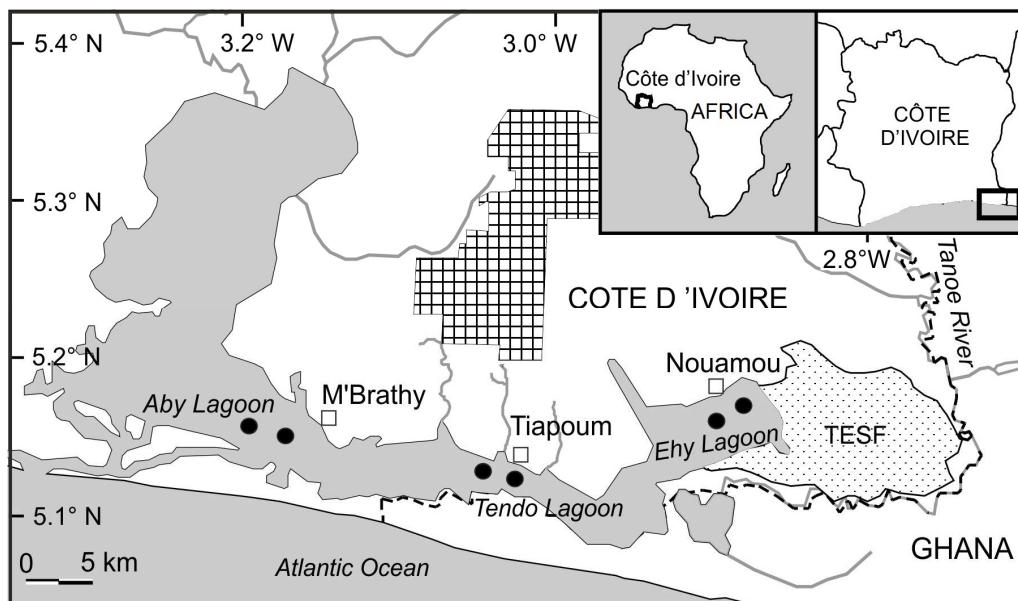 5.4° N
3.2° W
3.0° W
Côte d'Ivoire
AFRICA
CÔTE
D'IVOIRE
5.3° N
2.8°W
Tanoe River
COTE D 'IVOIRE
5.2° N
Nouamou
M'Brathy
Aby Lagoon
Tiapoum
TESF
Ehy Lagoon
Tendo Lagoon
5.1° N
GHANA
0 5 km
Atlantic Ocean